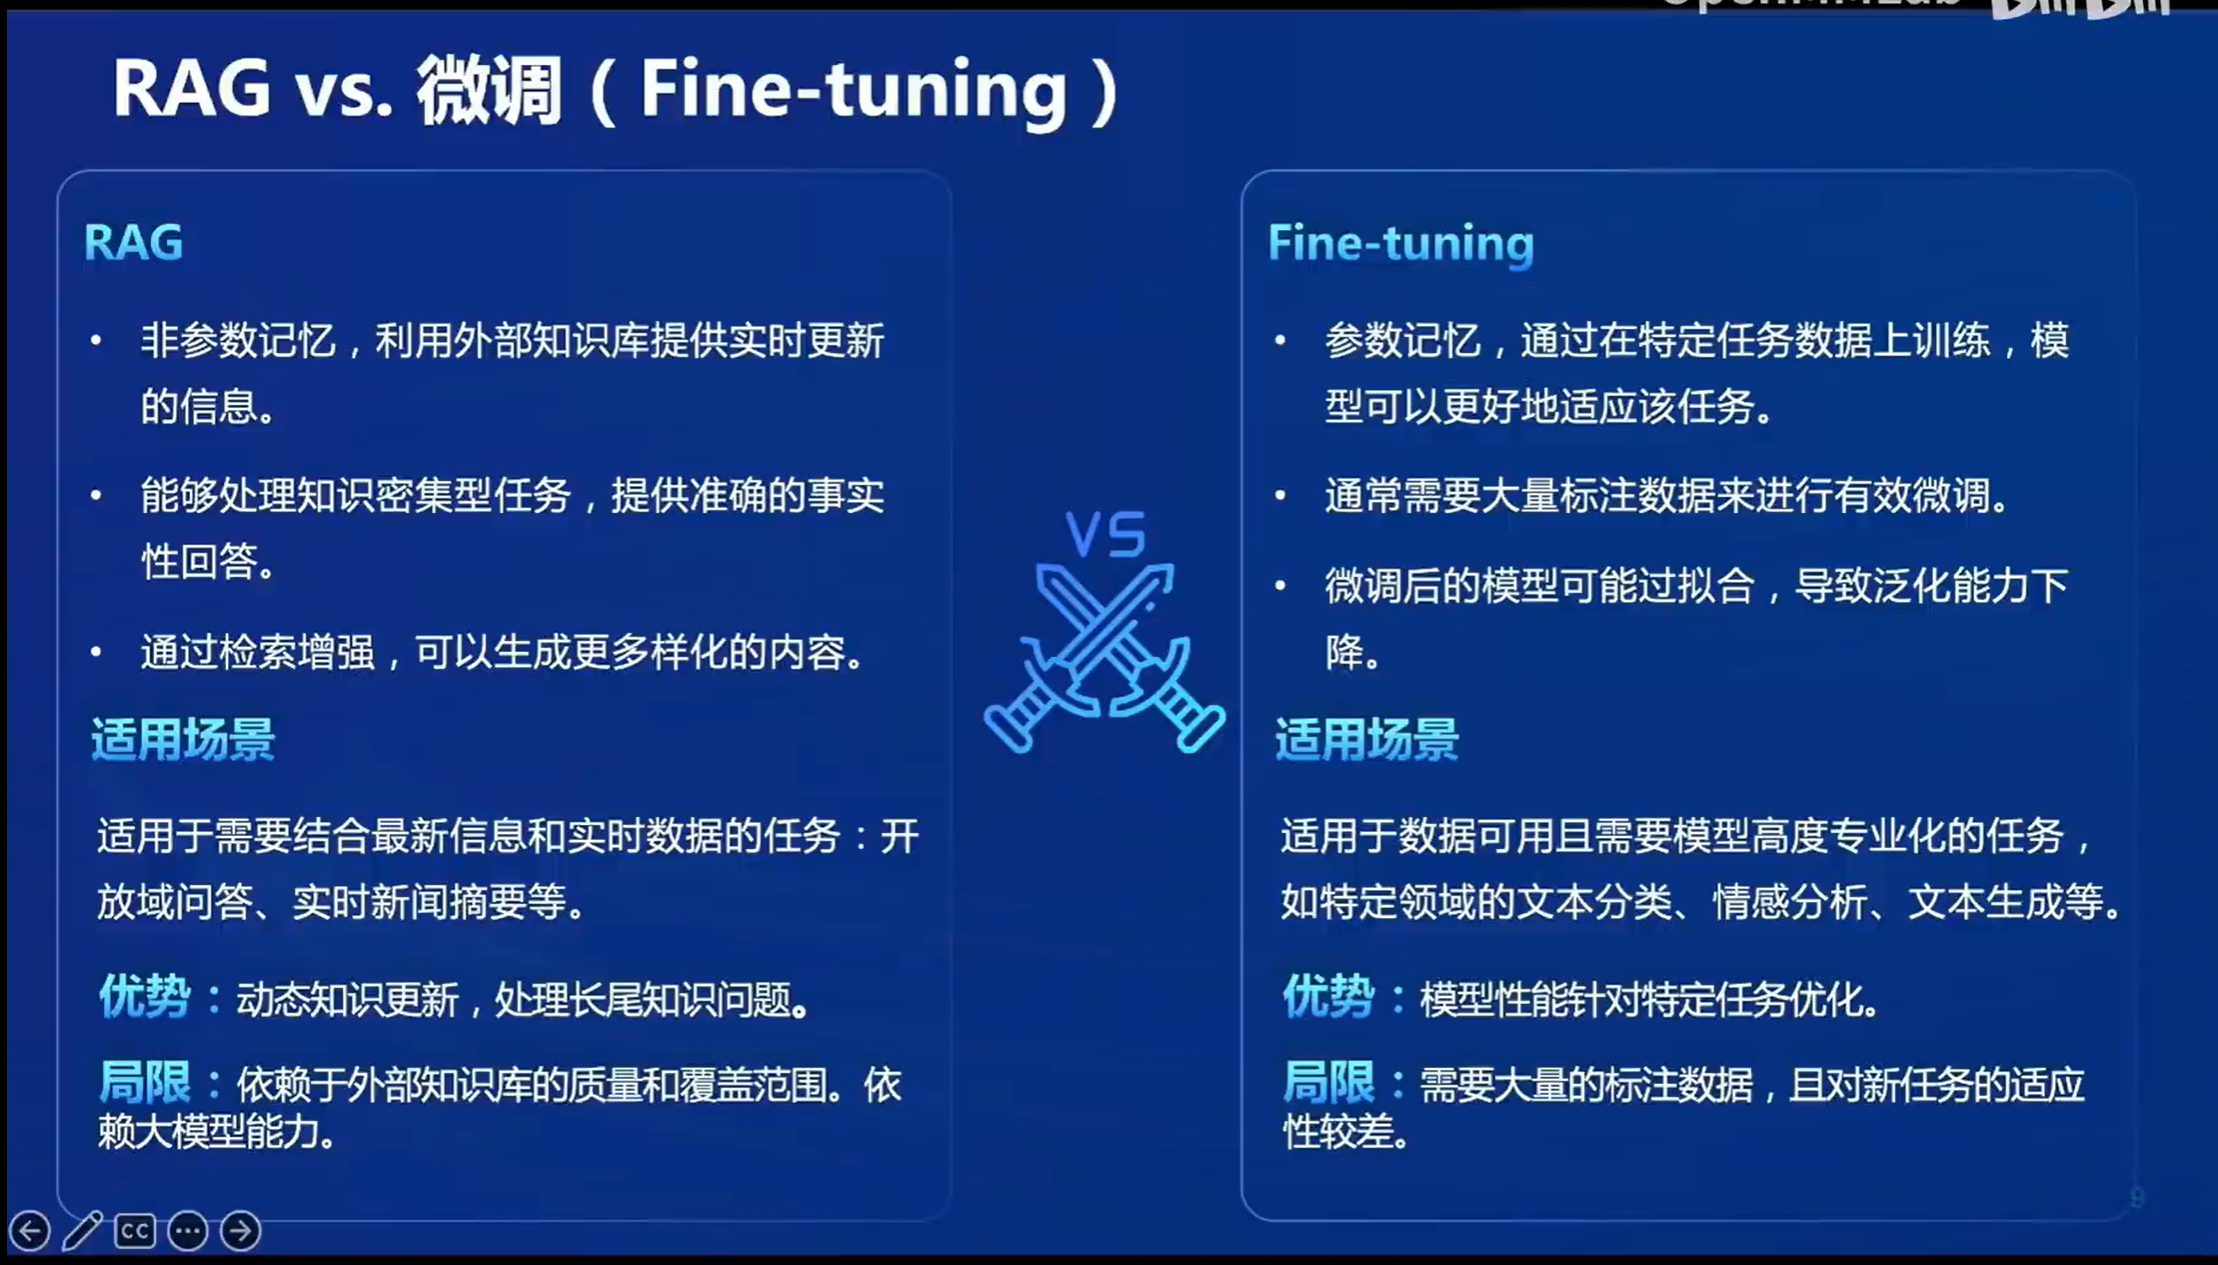 RAG vs. 微调（Fine-tuning）
RAG
• 非参数记忆，利用外部知识库提供实时更新
的信息。
• 能够处理知识密集型任务，提供准确的事实
性回答。
• 通过检索增强，可以生成更多样化的内容。
适用场景
适用于需要结合最新信息和实时数据的任务：开
放域问答、实时新闻摘要等。
优势：动态知识更新，处理长尾知识问题。
局限：依赖于外部知识库的质量和覆盖范围。依
赖大模型能力。
VS
Fine-tuning
• 参数记忆，通过在特定任务数据上训练，模
型可以更好地适应该任务。
• 通常需要大量标注数据来进行有效微调。
• 微调后的模型可能过拟合，导致泛化能力下
降。
适用场景
适用于数据可用且需要模型高度专业化的任务，
如特定领域的文本分类、情感分析、文本生成等。
优势：模型性能针对特定任务优化。
局限：需要大量的标注数据，且对新任务的适应
性较差。
9
CC